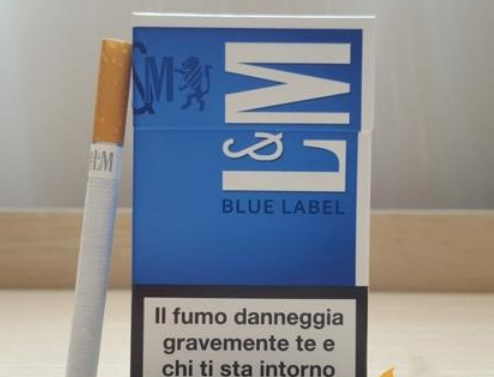 L&M
&M
BLUE LABEL
L&M
Il fumo danneggia
gravemente te e
chi ti sta intorno